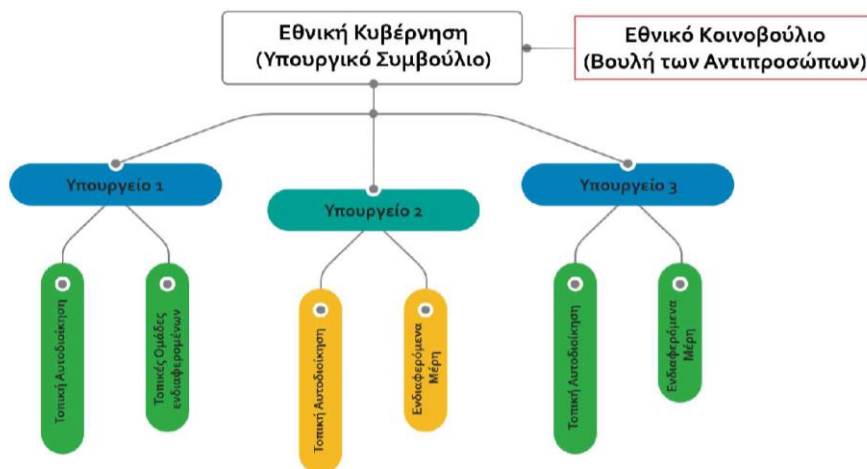 Εθνική Κυβέρνηση
(Υπουργικό Συμβούλιο)
Εθνικό Κοινοβούλιο
(Βουλή των Αντιπροσώπων)
Υπουργείο 1
Υπουργείο 2
Υπουργείο 3
Τοπική Αυτοδιοίκηση
Τοπικές Ομάδες
ενδιαφερομένων
Τοπική Αυτοδιοίκηση
Ενδιαφερόμενα
Μέρη
Τοπική Αυτοδιοίκηση
Ενδιαφερόμενα
Μέρη